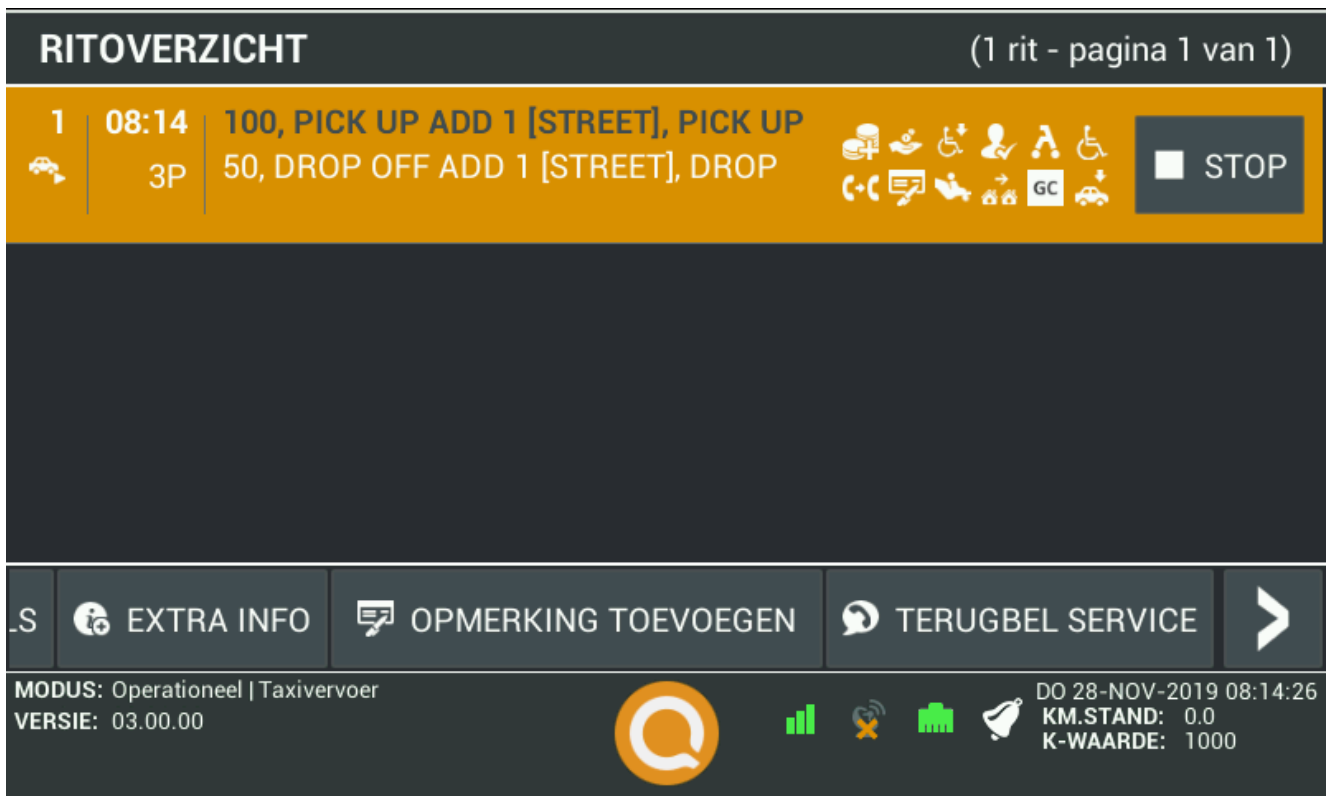 RITOVERZICHT (1 rit - pagina 1 van 1)
1 08:14 100, PICK UP ADD 1 [STREET], PICK UP
3P 50, DROP OFF ADD 1 [STREET], DROP
GC
STOP
LS EXTRA INFO OPMERKING TOEVOEGEN TERUGBEL SERVICE
MODUS: Operationeel | Taxivervoer
VERSIE: 03.00.00
DO 28-NOV-2019 08:14:26
KM.STAND: 0.0
K-WAARDE: 1000